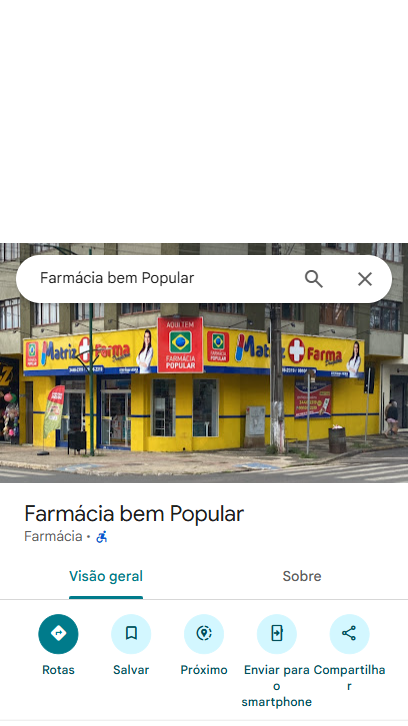 Farmácia bem Popular
AQUI TEM
FARMÁCIA
POPULAR
Matriz Farma
Matriz Farma
Farmácia bem Popular
Farmácia •
Visão geral
Sobre
Rotas
Salvar
Próximo
Enviar para
o
smartphone
Compartilha
r